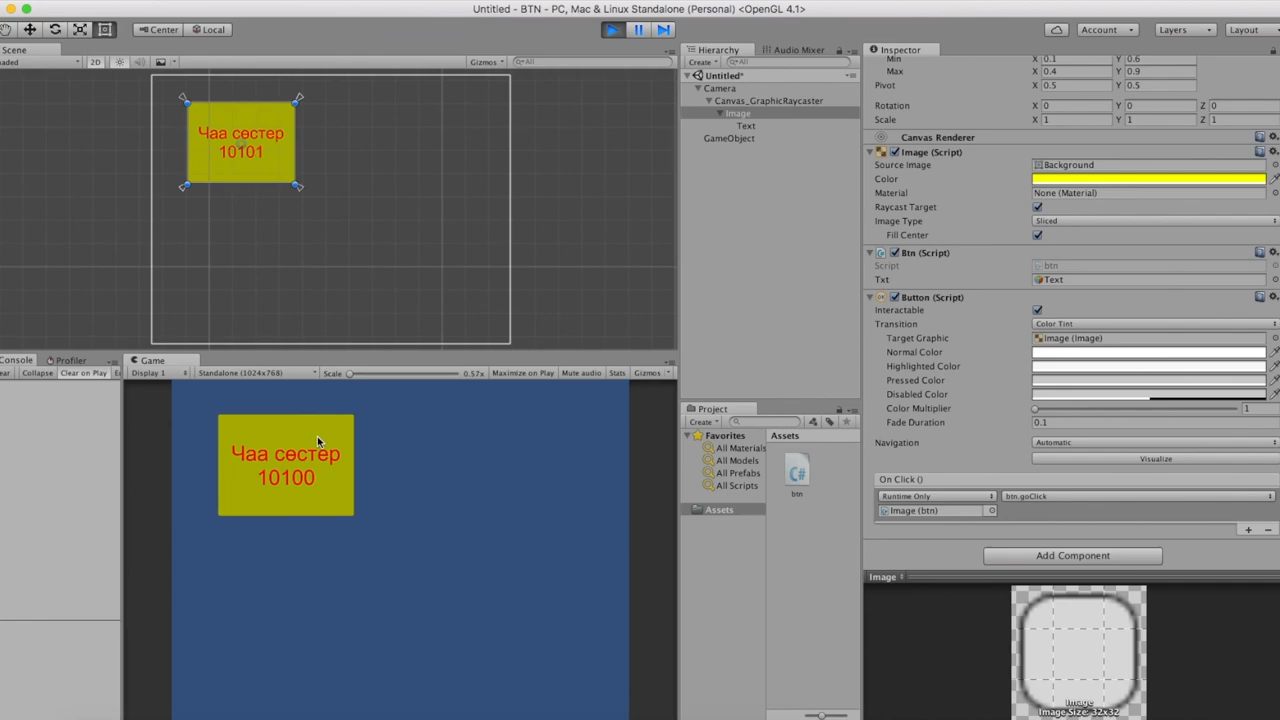 Untitled - BTN - PC, Mac & Linux Standalone (Personal) <OpenGL 4.1>
Center Local Account Layers Layout
Scene
2D Gizmos All
Чаа сөстер
10101
Console Profiler
Collapse Clear on Play
Game
Display 1 Standalone (1024x768) Scale 0.57x Maximize on Play Mute audio Stats Gizmos
Чаа сөстер
10100
Hierarchy Audio Mixer
Create All
Untitled*
Camera
Canvas_GraphicRaycaster
Image
Text
GameObject
Project
Create
Favorites
All Materials
All Models
All Prefabs
All Scripts
Assets
Assets
C#
btn
Inspector
Min X 0.1 Y 0.6
Max X 0.4 Y 0.9
Pivot X 0.5 Y 0.5
Rotation X 0 Y 0 Z 0
Scale X 1 Y 1 Z 1
Canvas Renderer
Image (Script)
Source Image Background
Color
Material None (Material)
Raycast Target
Image Type Sliced
Fill Center
Btn (Script)
Script btn
Txt Text
Button (Script)
Interactable
Transition Color Tint
Target Graphic Image (Image)
Normal Color
Highlighted Color
Pressed Color
Disabled Color
Color Multiplier 1
Fade Duration 0.1
Navigation Automatic
Visualize
On Click ()
Runtime Only btn.goClick
Image (btn)
+ −
Add Component
Image
Image
Image Size: 32x32